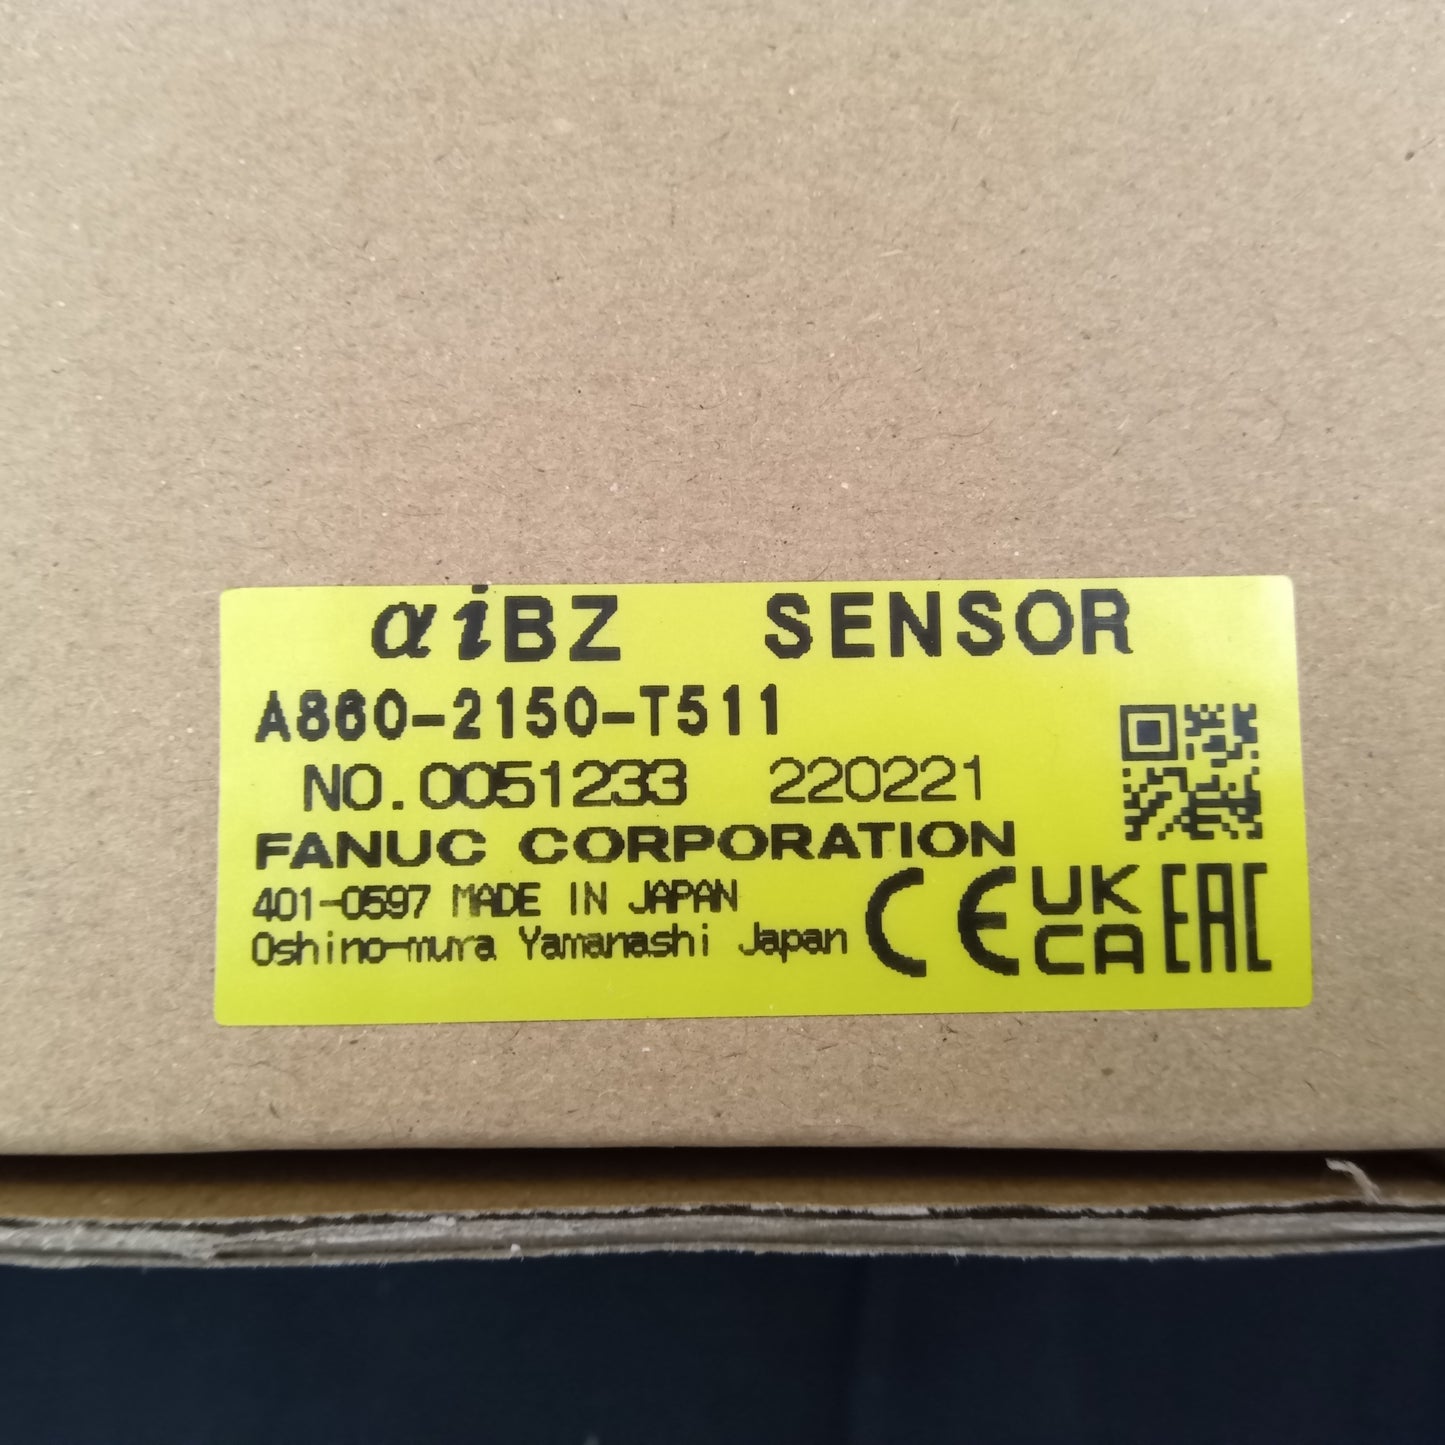 αiBZ SENSOR
A860-2150-T511
NO.0051233 220221
FANUC CORPORATION
401-0597 MADE IN JAPAN
Oshino-mura Yamanashi Japan
CE UK CA EAC